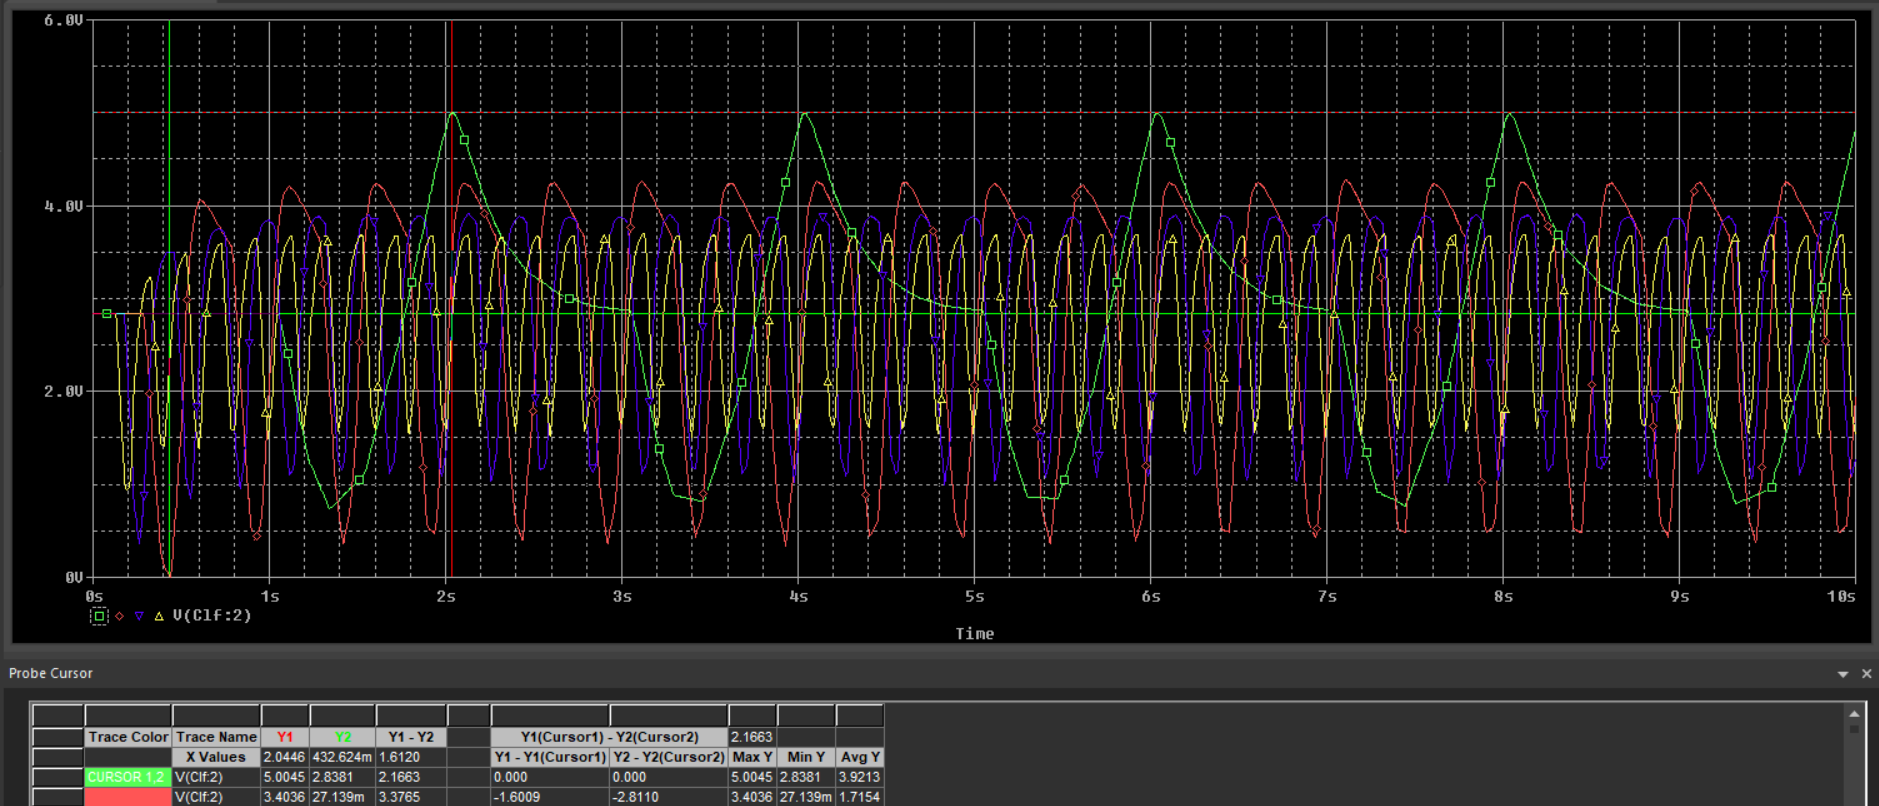 6.0V
4.0V
2.0V
0V
0s 1s 2s 3s 4s 5s 6s 7s 8s 9s 10s
V(Clf:2)
Time
Probe Cursor
Trace Color Trace Name Y1 Y2 Y1 - Y2 Y1(Cursor1) - Y2(Cursor2) 2.1663
X Values 2.0446 432.624m 1.6120 Y1 - Y1(Cursor1) Y2 - Y2(Cursor2) Max Y Min Y Avg Y
CURSOR 1,2 V(Clf:2) 5.0045 2.8381 2.1663 0.000 0.000 5.0045 2.8381 3.9213
V(Clf:2) 3.4036 27.139m 3.3765 -1.6009 -2.8110 3.4036 27.139m 1.7154